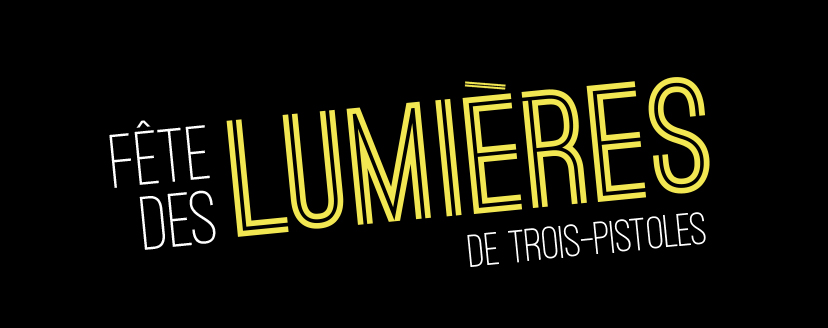 FÊTE
DES LUMIÈRES
DE TROIS-PISTOLES